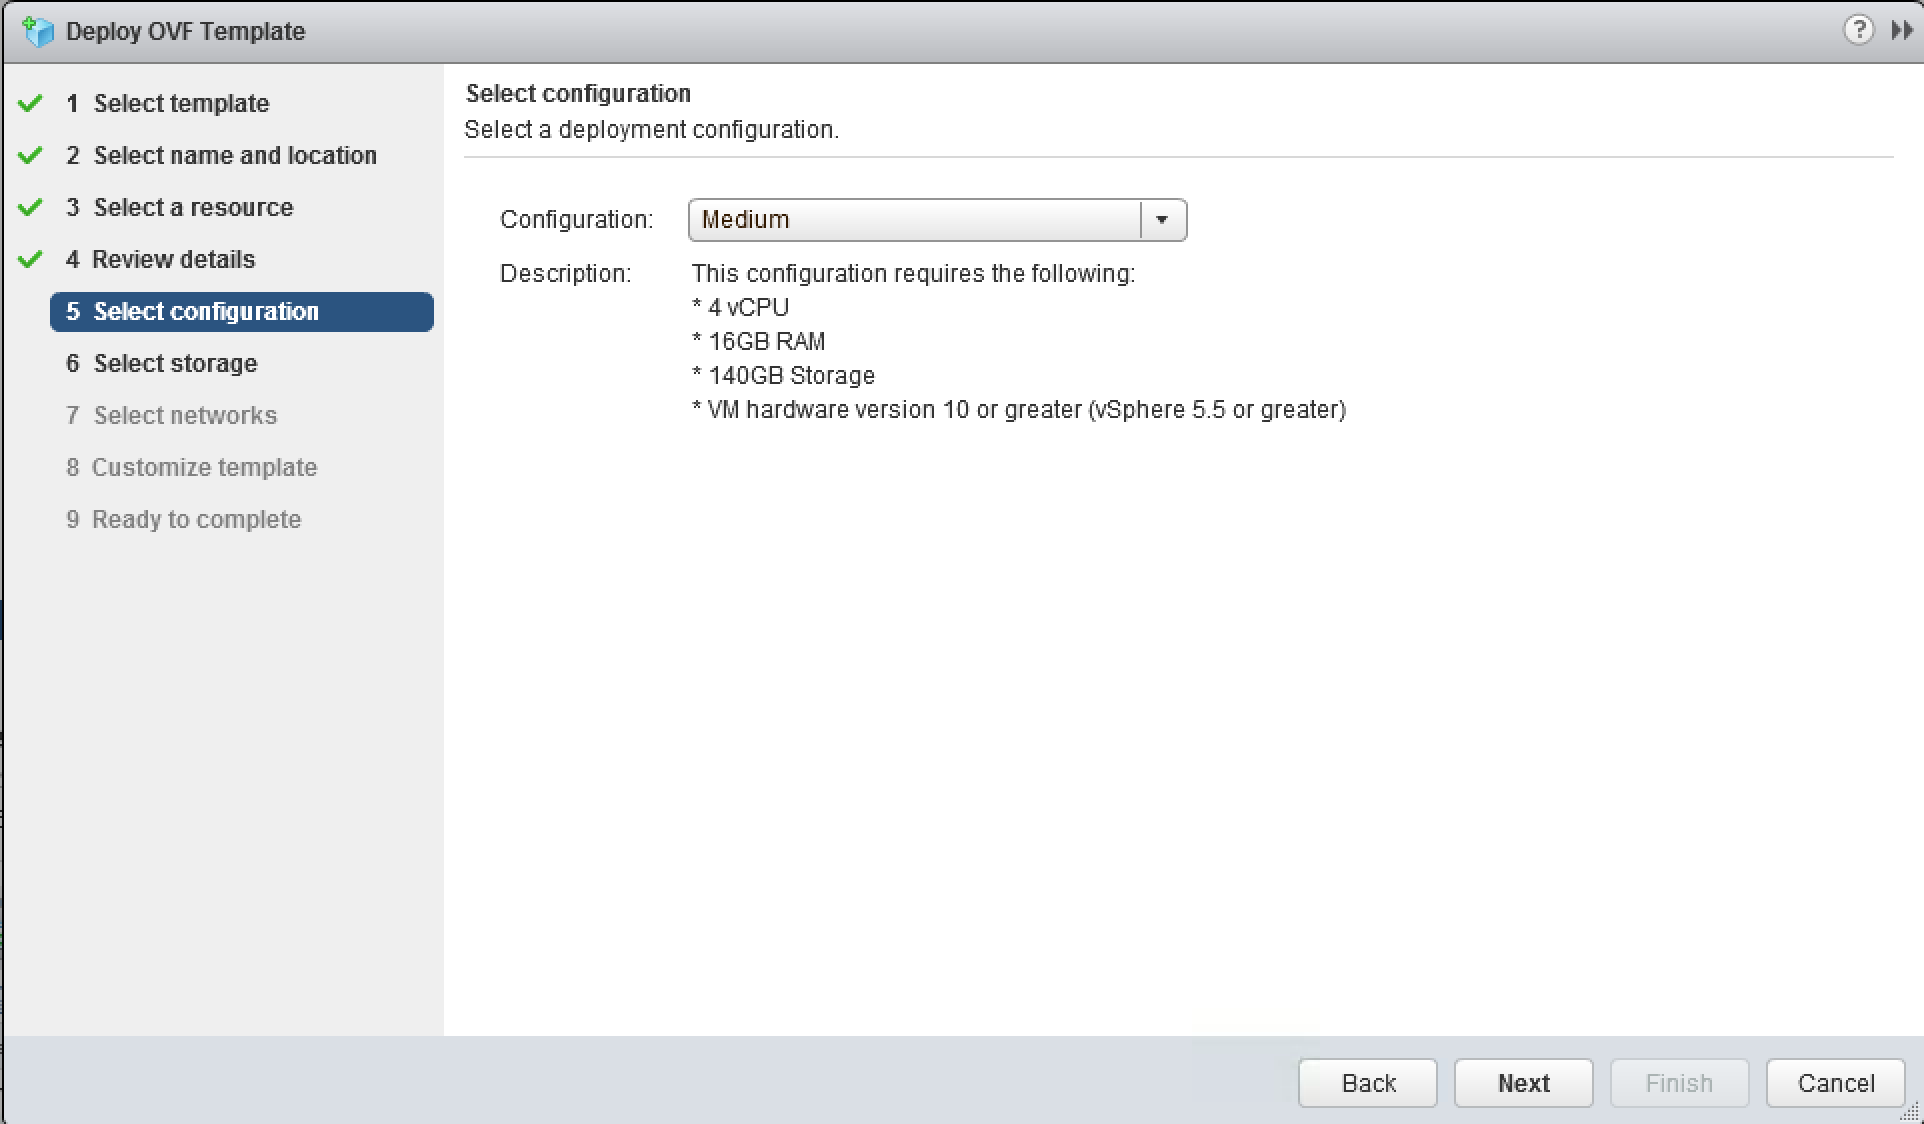 Deploy OVF Template
?
1 Select template
2 Select name and location
3 Select a resource
4 Review details
5 Select configuration
6 Select storage
7 Select networks
8 Customize template
9 Ready to complete
Select configuration
Select a deployment configuration.
Configuration: Medium
Description: This configuration requires the following:
* 4 vCPU
* 16GB RAM
* 140GB Storage
* VM hardware version 10 or greater (vSphere 5.5 or greater)
Back Next Finish Cancel